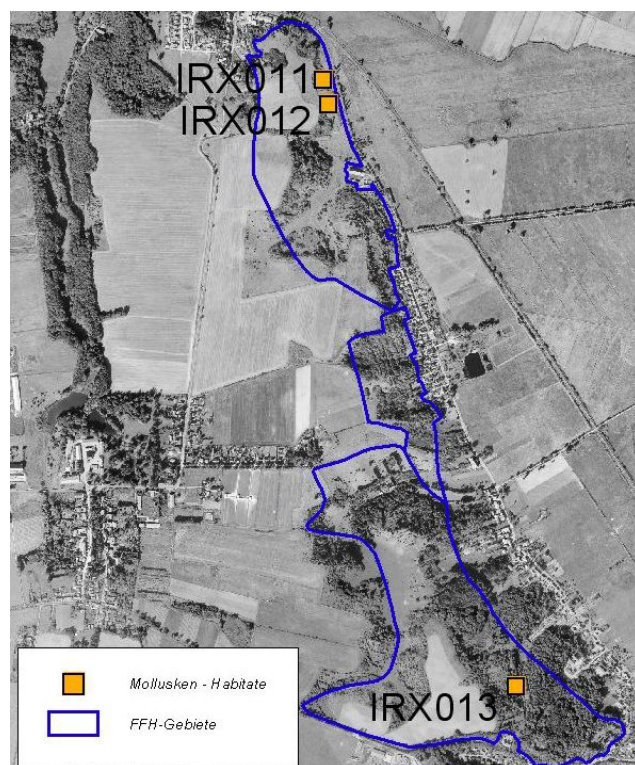 IRX011
IRX012
IRX013
Mollusken - Habitate
FFH-Gebiete